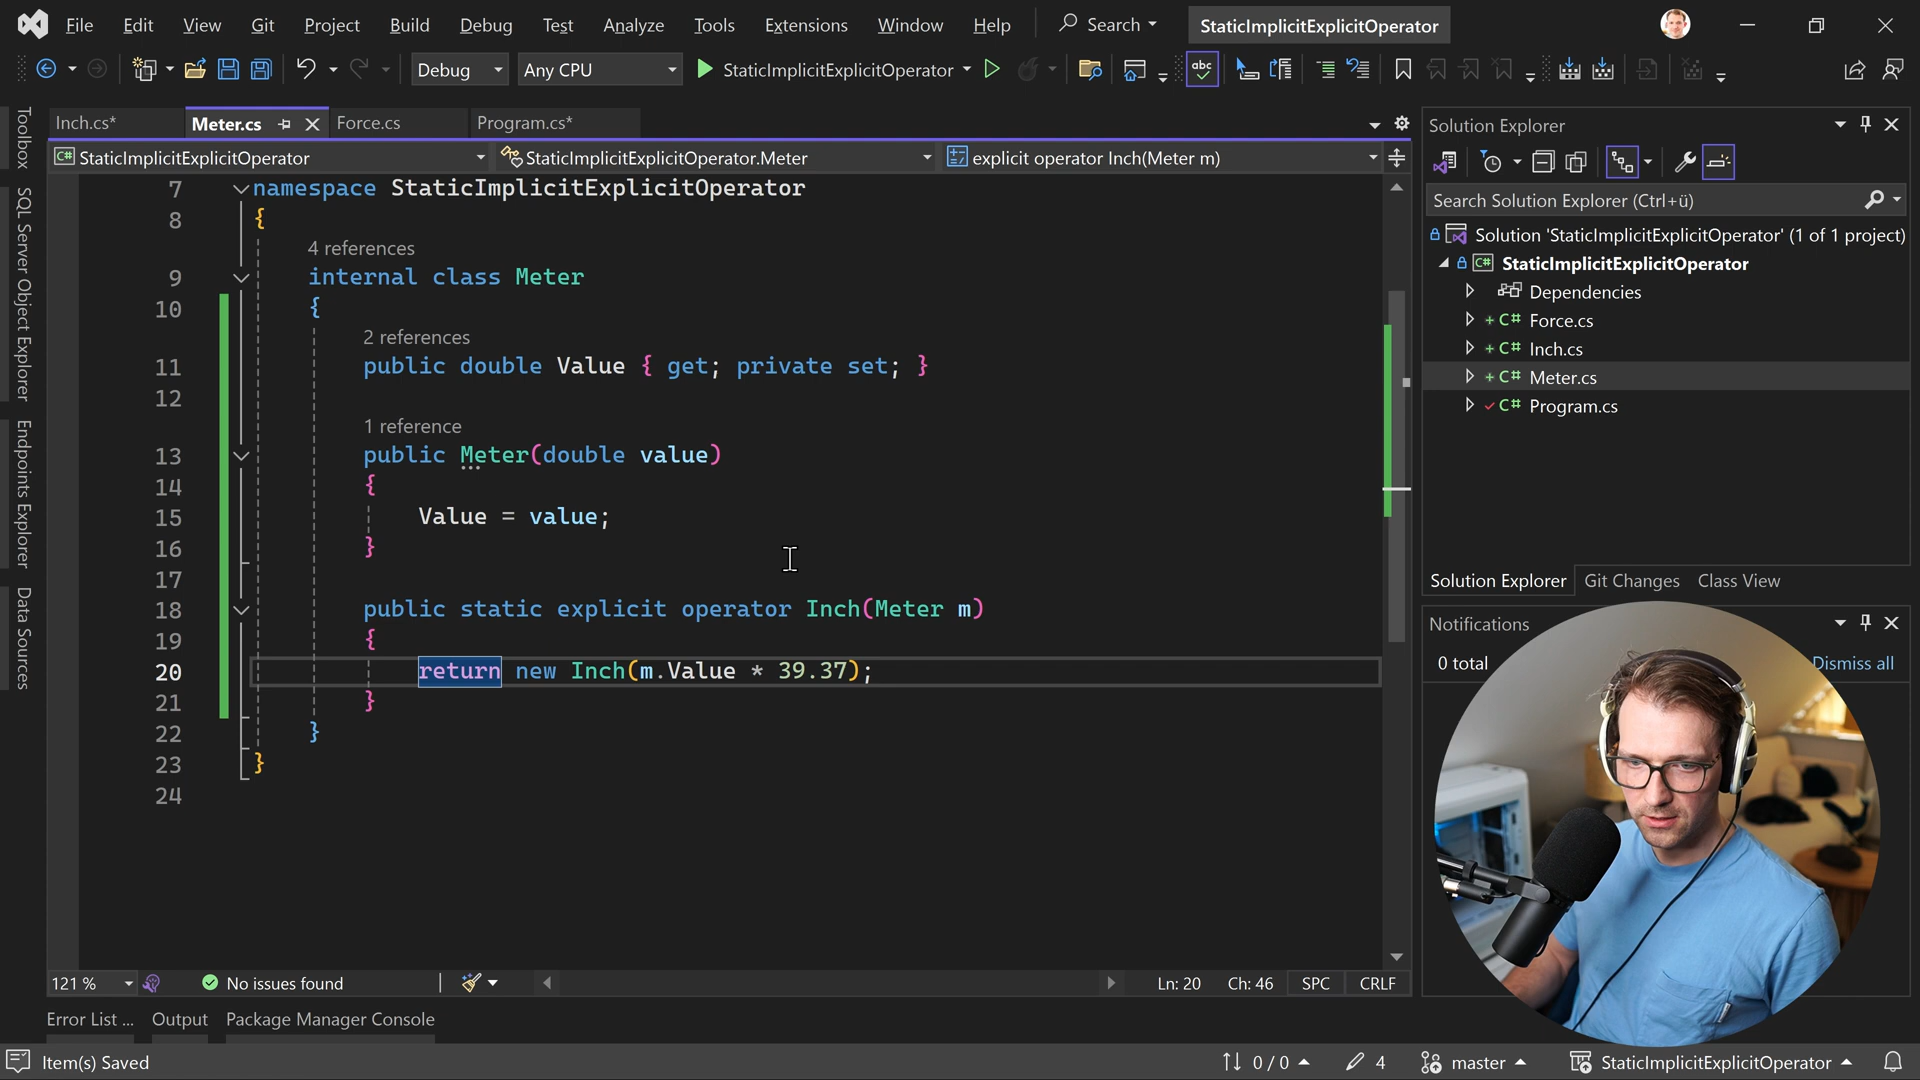 File Edit View Git Project Build Debug Test Analyze Tools Extensions Window Help Search StaticImplicitExplicitOperator
Debug Any CPU StaticImplicitExplicitOperator abc
Toolbox
SQL Server Object Explorer
Endpoints Explorer
Data Sources
Inch.cs* Meter.cs Force.cs Program.cs*
C# StaticImplicitExplicitOperator StaticImplicitExplicitOperator.Meter explicit operator Inch(Meter m)
7 namespace StaticImplicitExplicitOperator
8 {
4 references
9 internal class Meter
10 {
2 references
11 public double Value { get; private set; }
12
1 reference
13 public Meter(double value)
14 {
15 Value = value;
16 }
17
18 public static explicit operator Inch(Meter m)
19 {
20 return new Inch(m.Value * 39.37);
21 }
22 }
23 }
24
121 % No issues found Ln: 20 Ch: 46 SPC CRLF
Error List ... Output Package Manager Console
Item(s) Saved 0 / 0 4 master StaticImplicitExplicitOperator
Solution Explorer
Search Solution Explorer (Ctrl+ü)
Solution 'StaticImplicitExplicitOperator' (1 of 1 project)
C# StaticImplicitExplicitOperator
Dependencies
+ C# Force.cs
+ C# Inch.cs
+ C# Meter.cs
C# Program.cs
Solution Explorer Git Changes Class View
Notifications
0 total Dismiss all